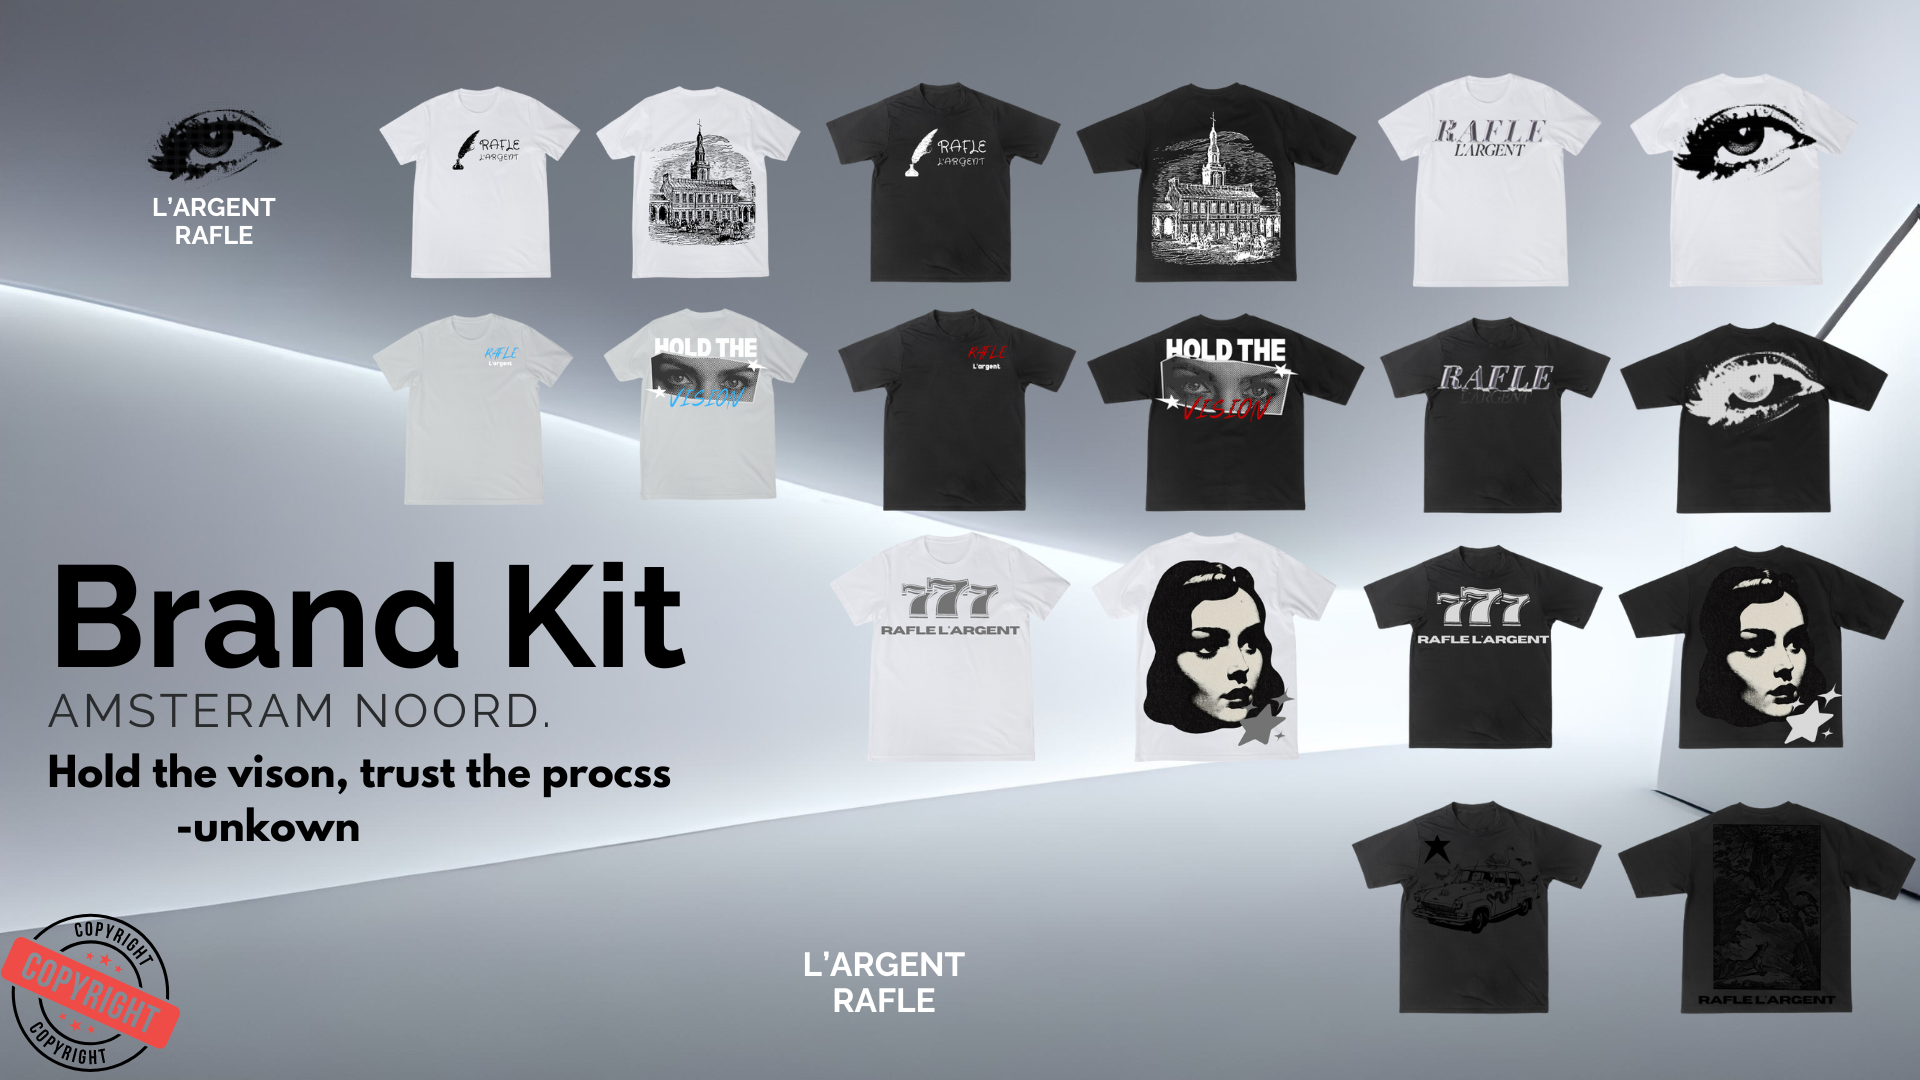 L'ARGENT
RAFLE
RAFLE
L'ARGENT
RAFLE
L'ARGENT
RAFLE
L'ARGENT
RAFLE
L'argent
HOLD THE
VISION
RAFLE
L'argent
HOLD THE
VISION
RAFLE
L'ARGENT
777
RAFLE L'ARGENT
777
RAFLE L'ARGENT
Brand Kit
AMSTERAM NOORD.
Hold the vison, trust the procss
-unkown
RAFLE L'ARGENT
L'ARGENT
RAFLE
COPYRIGHT
COPYRIGHT
COPYRIGHT